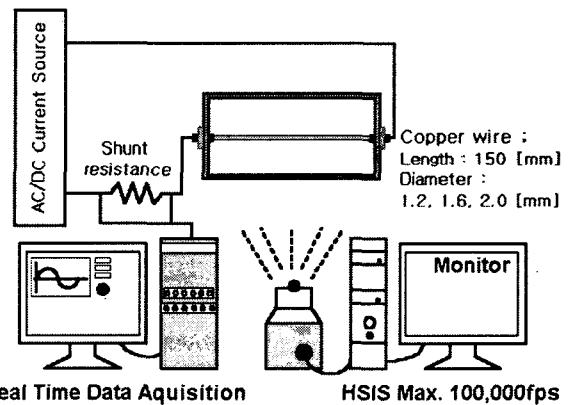 AC/DC Current Source
Shunt
resistance
Copper wire ;
Length : 150 [mm]
Diameter :
1.2, 1.6, 2.0 [mm]
Monitor
eal Time Data Aquisition
HSIS Max. 100,000fps